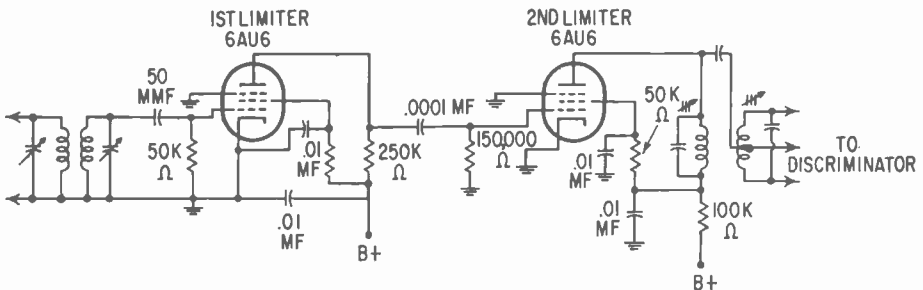 1ST LIMITER
6AU6
2ND LIMITER
6AU6
50
MMF
50K
Ω
.01
MF
.01
MF
250K
Ω
B+
.0001 MF
150,000
Ω
.01
MF
50K
Ω
.01
MF
100K
Ω
B+
TO
DISCRIMINATOR